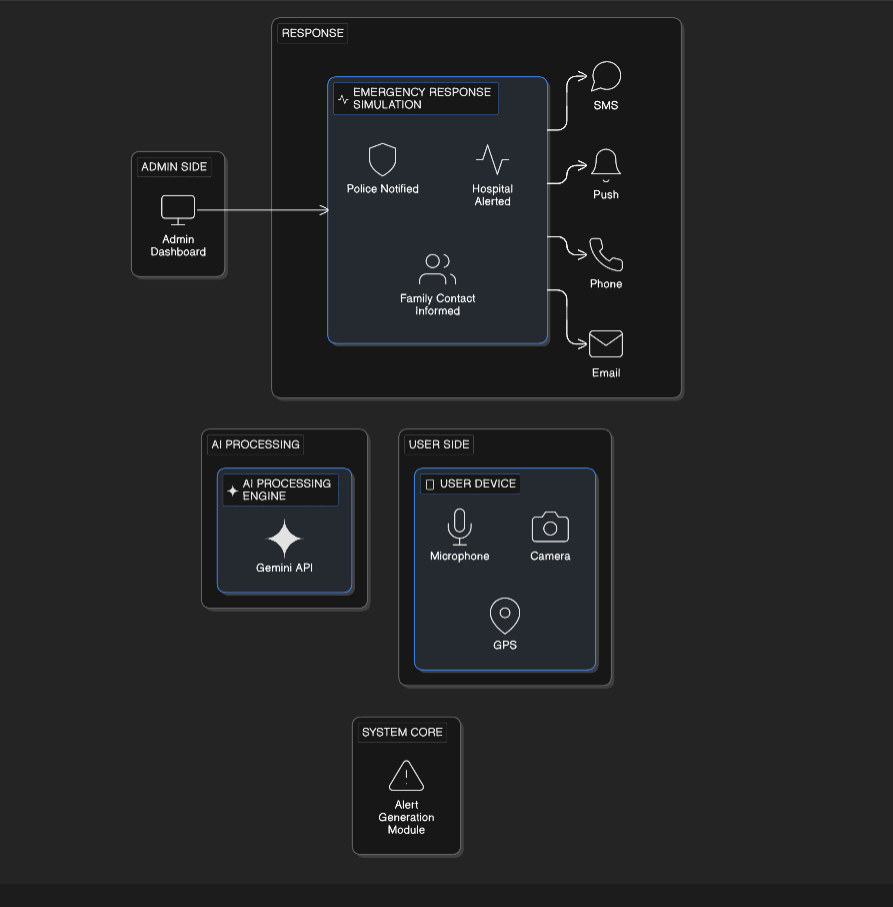 RESPONSE
EMERGENCY RESPONSE
SIMULATION
SMS
ADMIN SIDE
Police Notified
Hospital
Alerted
Push
Admin
Dashboard
Family Contact
Informed
Phone
Email
AI PROCESSING
AI PROCESSING
ENGINE
Gemini API
USER SIDE
USER DEVICE
Microphone
Camera
GPS
SYSTEM CORE
Alert
Generation
Module